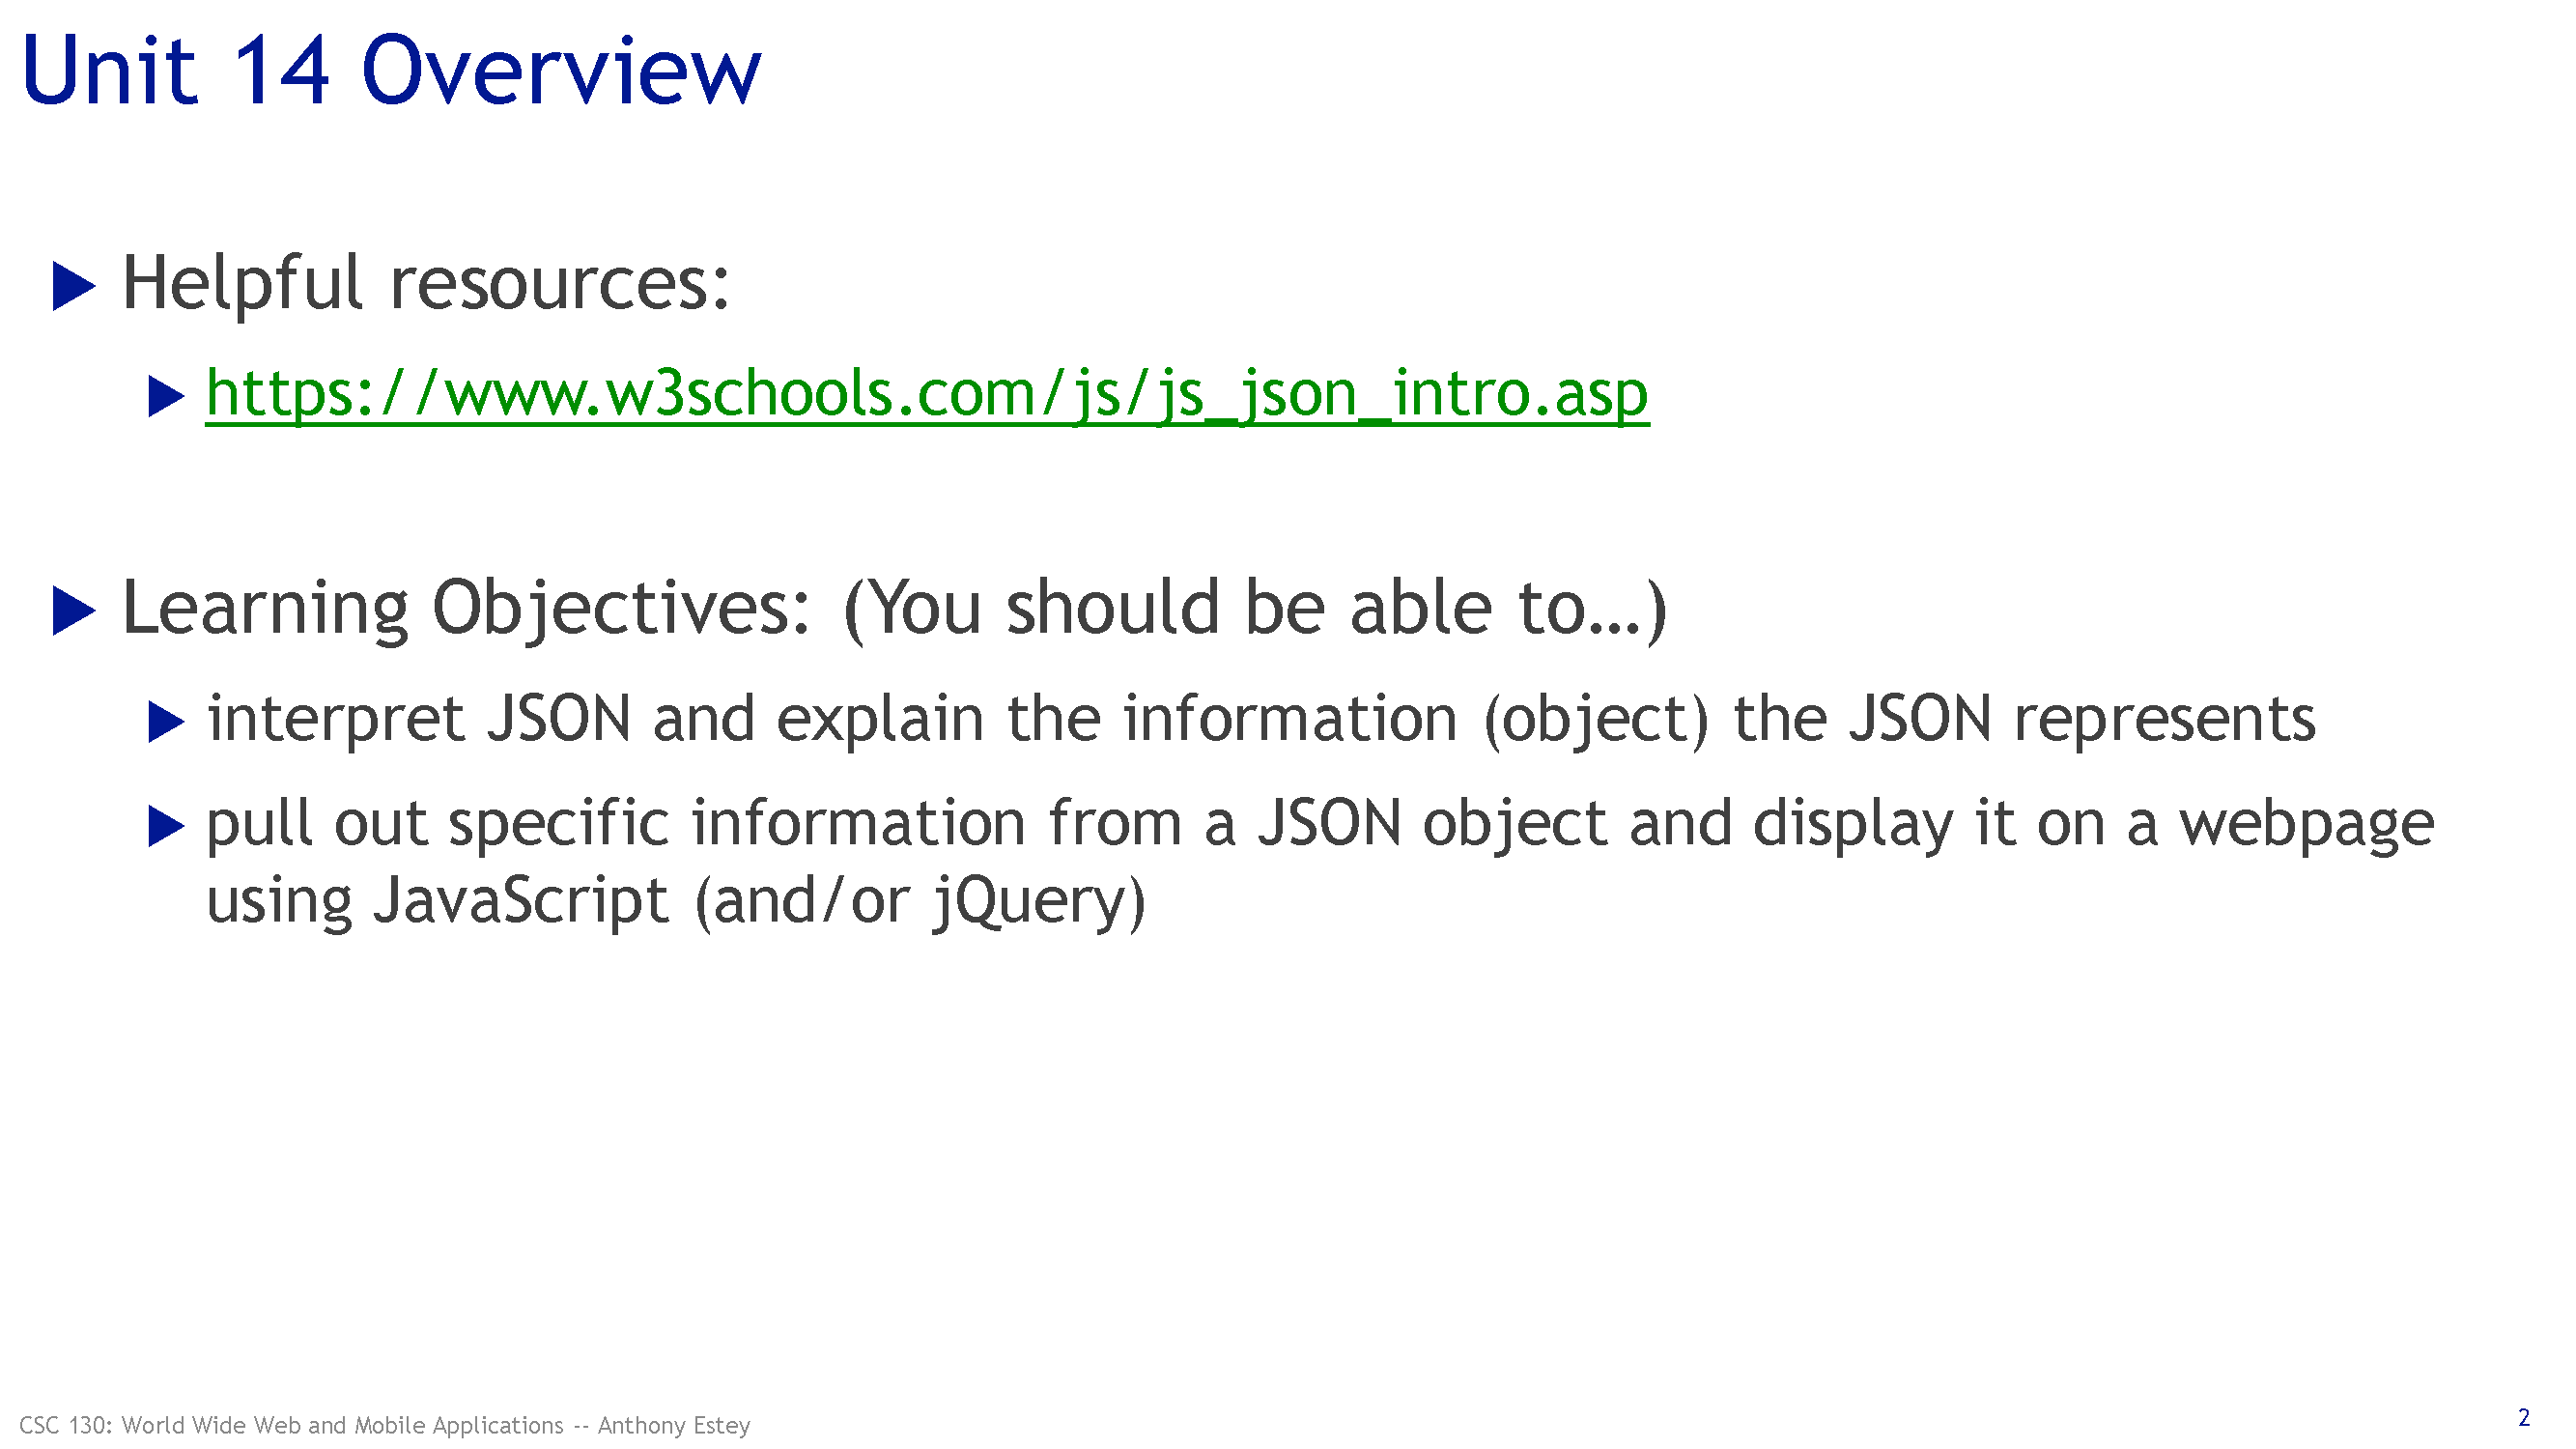 Unit 14 Overview
Helpful resources:
https://www.w3schools.com/js/js_json_intro.asp
Learning Objectives: (You should be able to…)
interpret JSON and explain the information (object) the JSON represents
pull out specific information from a JSON object and display it on a webpage
using JavaScript (and/or jQuery)
CSC 130: World Wide Web and Mobile Applications -- Anthony Estey
2